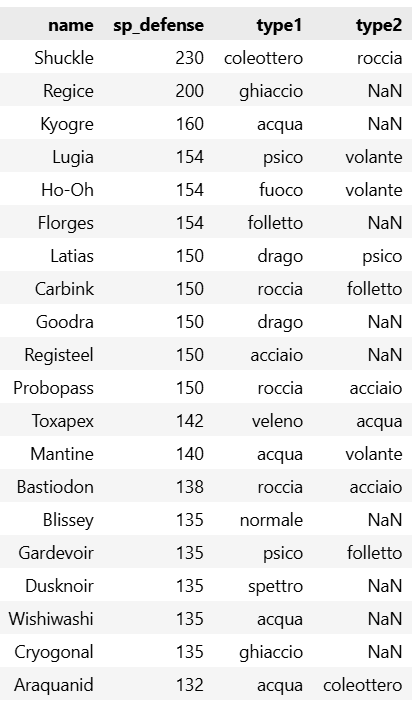 name sp_defense type1 type2
Shuckle 230 coleottero roccia
Regice 200 ghiaccio NaN
Kyogre 160 acqua NaN
Lugia 154 psico volante
Ho-Oh 154 fuoco volante
Florges 154 folletto NaN
Latias 150 drago psico
Carbink 150 roccia folletto
Goodra 150 drago NaN
Registeel 150 acciaio NaN
Probopass 150 roccia acciaio
Toxapex 142 veleno acqua
Mantine 140 acqua volante
Bastiodon 138 roccia acciaio
Blissey 135 normale NaN
Gardevoir 135 psico folletto
Dusknoir 135 spettro NaN
Wishiwashi 135 acqua NaN
Cryogonal 135 ghiaccio NaN
Araquanid 132 acqua coleottero